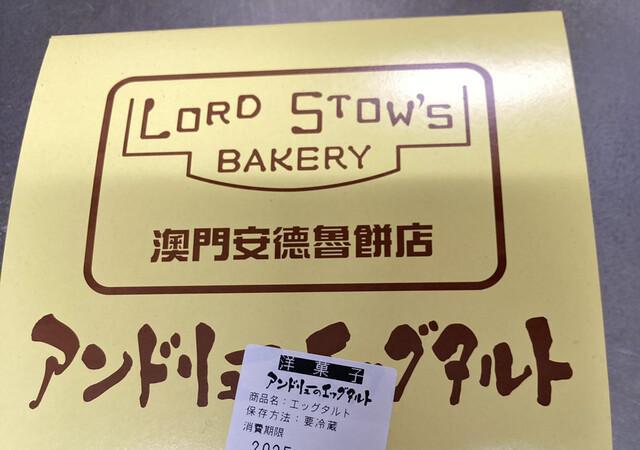 LORD STOW'S
BAKERY
澳門安德魯餅店
アンドリューのエッグタルト
洋菓子
アンドリューのエッグタルト
商品名:エッグタルト
保存方法:要冷蔵
消費期限
2025